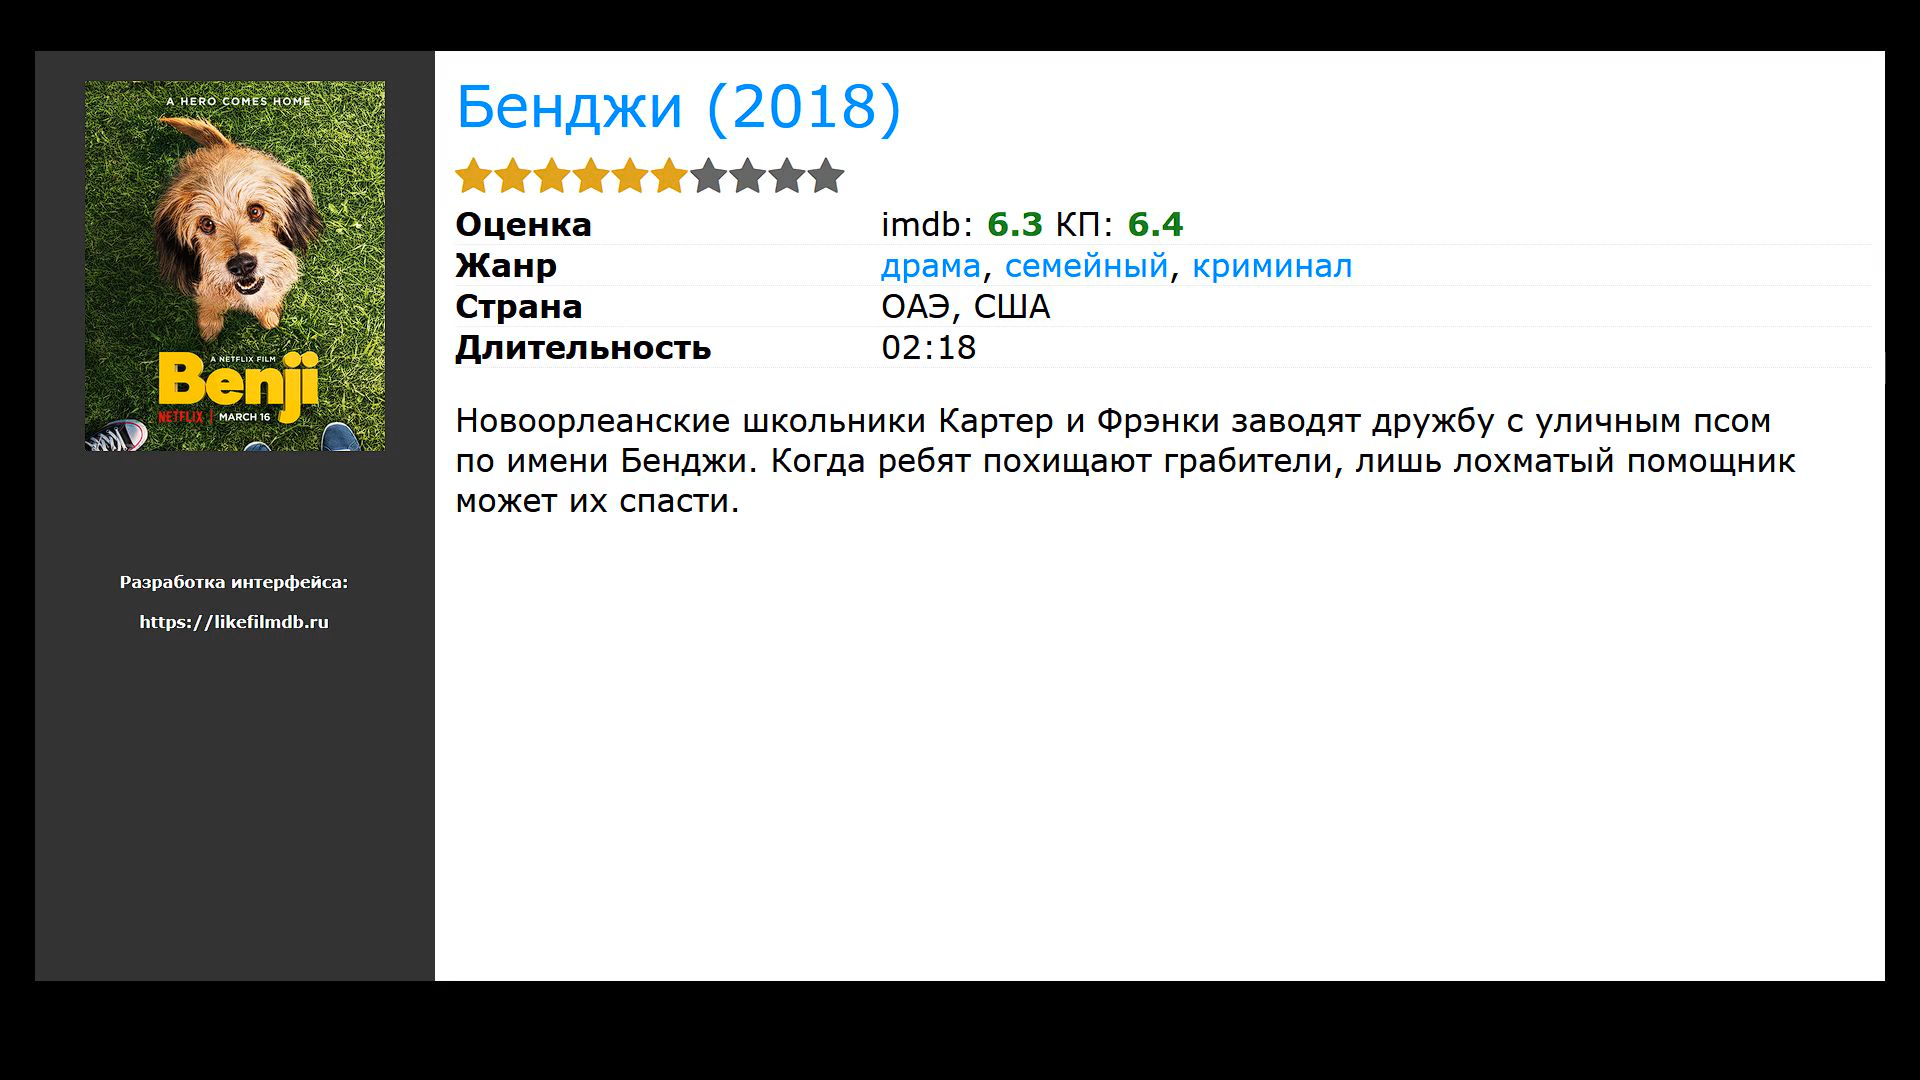 A HERO COMES HOME
A NETFLIX FILM
Benji
NETFLIX | MARCH 16
Разработка интерфейса:
https://likefilmdb.ru
Бенджи (2018)
Оценка imdb: 6.3 КП: 6.4
Жанр драма, семейный, криминал
Страна ОАЭ, США
Длительность 02:18
Новоорлеанские школьники Картер и Фрэнки заводят дружбу с уличным псом
по имени Бенджи. Когда ребят похищают грабители, лишь лохматый помощник
может их спасти.